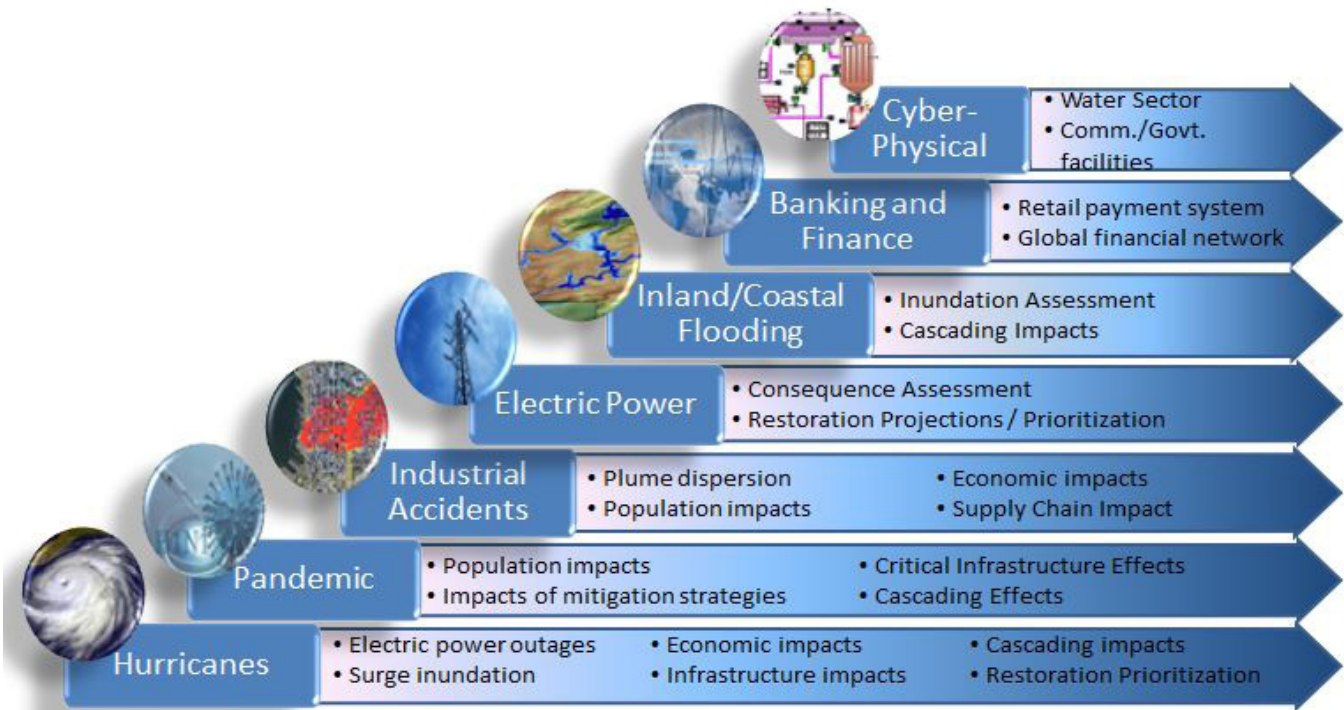 Cyber-
Physical
• Water Sector
• Comm./Govt.
facilities
Banking and
Finance
• Retail payment system
• Global financial network
Inland/Coastal
Flooding
• Inundation Assessment
• Cascading Impacts
Electric Power
• Consequence Assessment
• Restoration Projections / Prioritization
Industrial
Accidents
• Plume dispersion
• Population impacts
• Economic impacts
• Supply Chain Impact
Pandemic
• Population impacts
• Impacts of mitigation strategies
• Critical Infrastructure Effects
• Cascading Effects
Hurricanes
• Electric power outages
• Surge inundation
• Economic impacts
• Infrastructure impacts
• Cascading impacts
• Restoration Prioritization